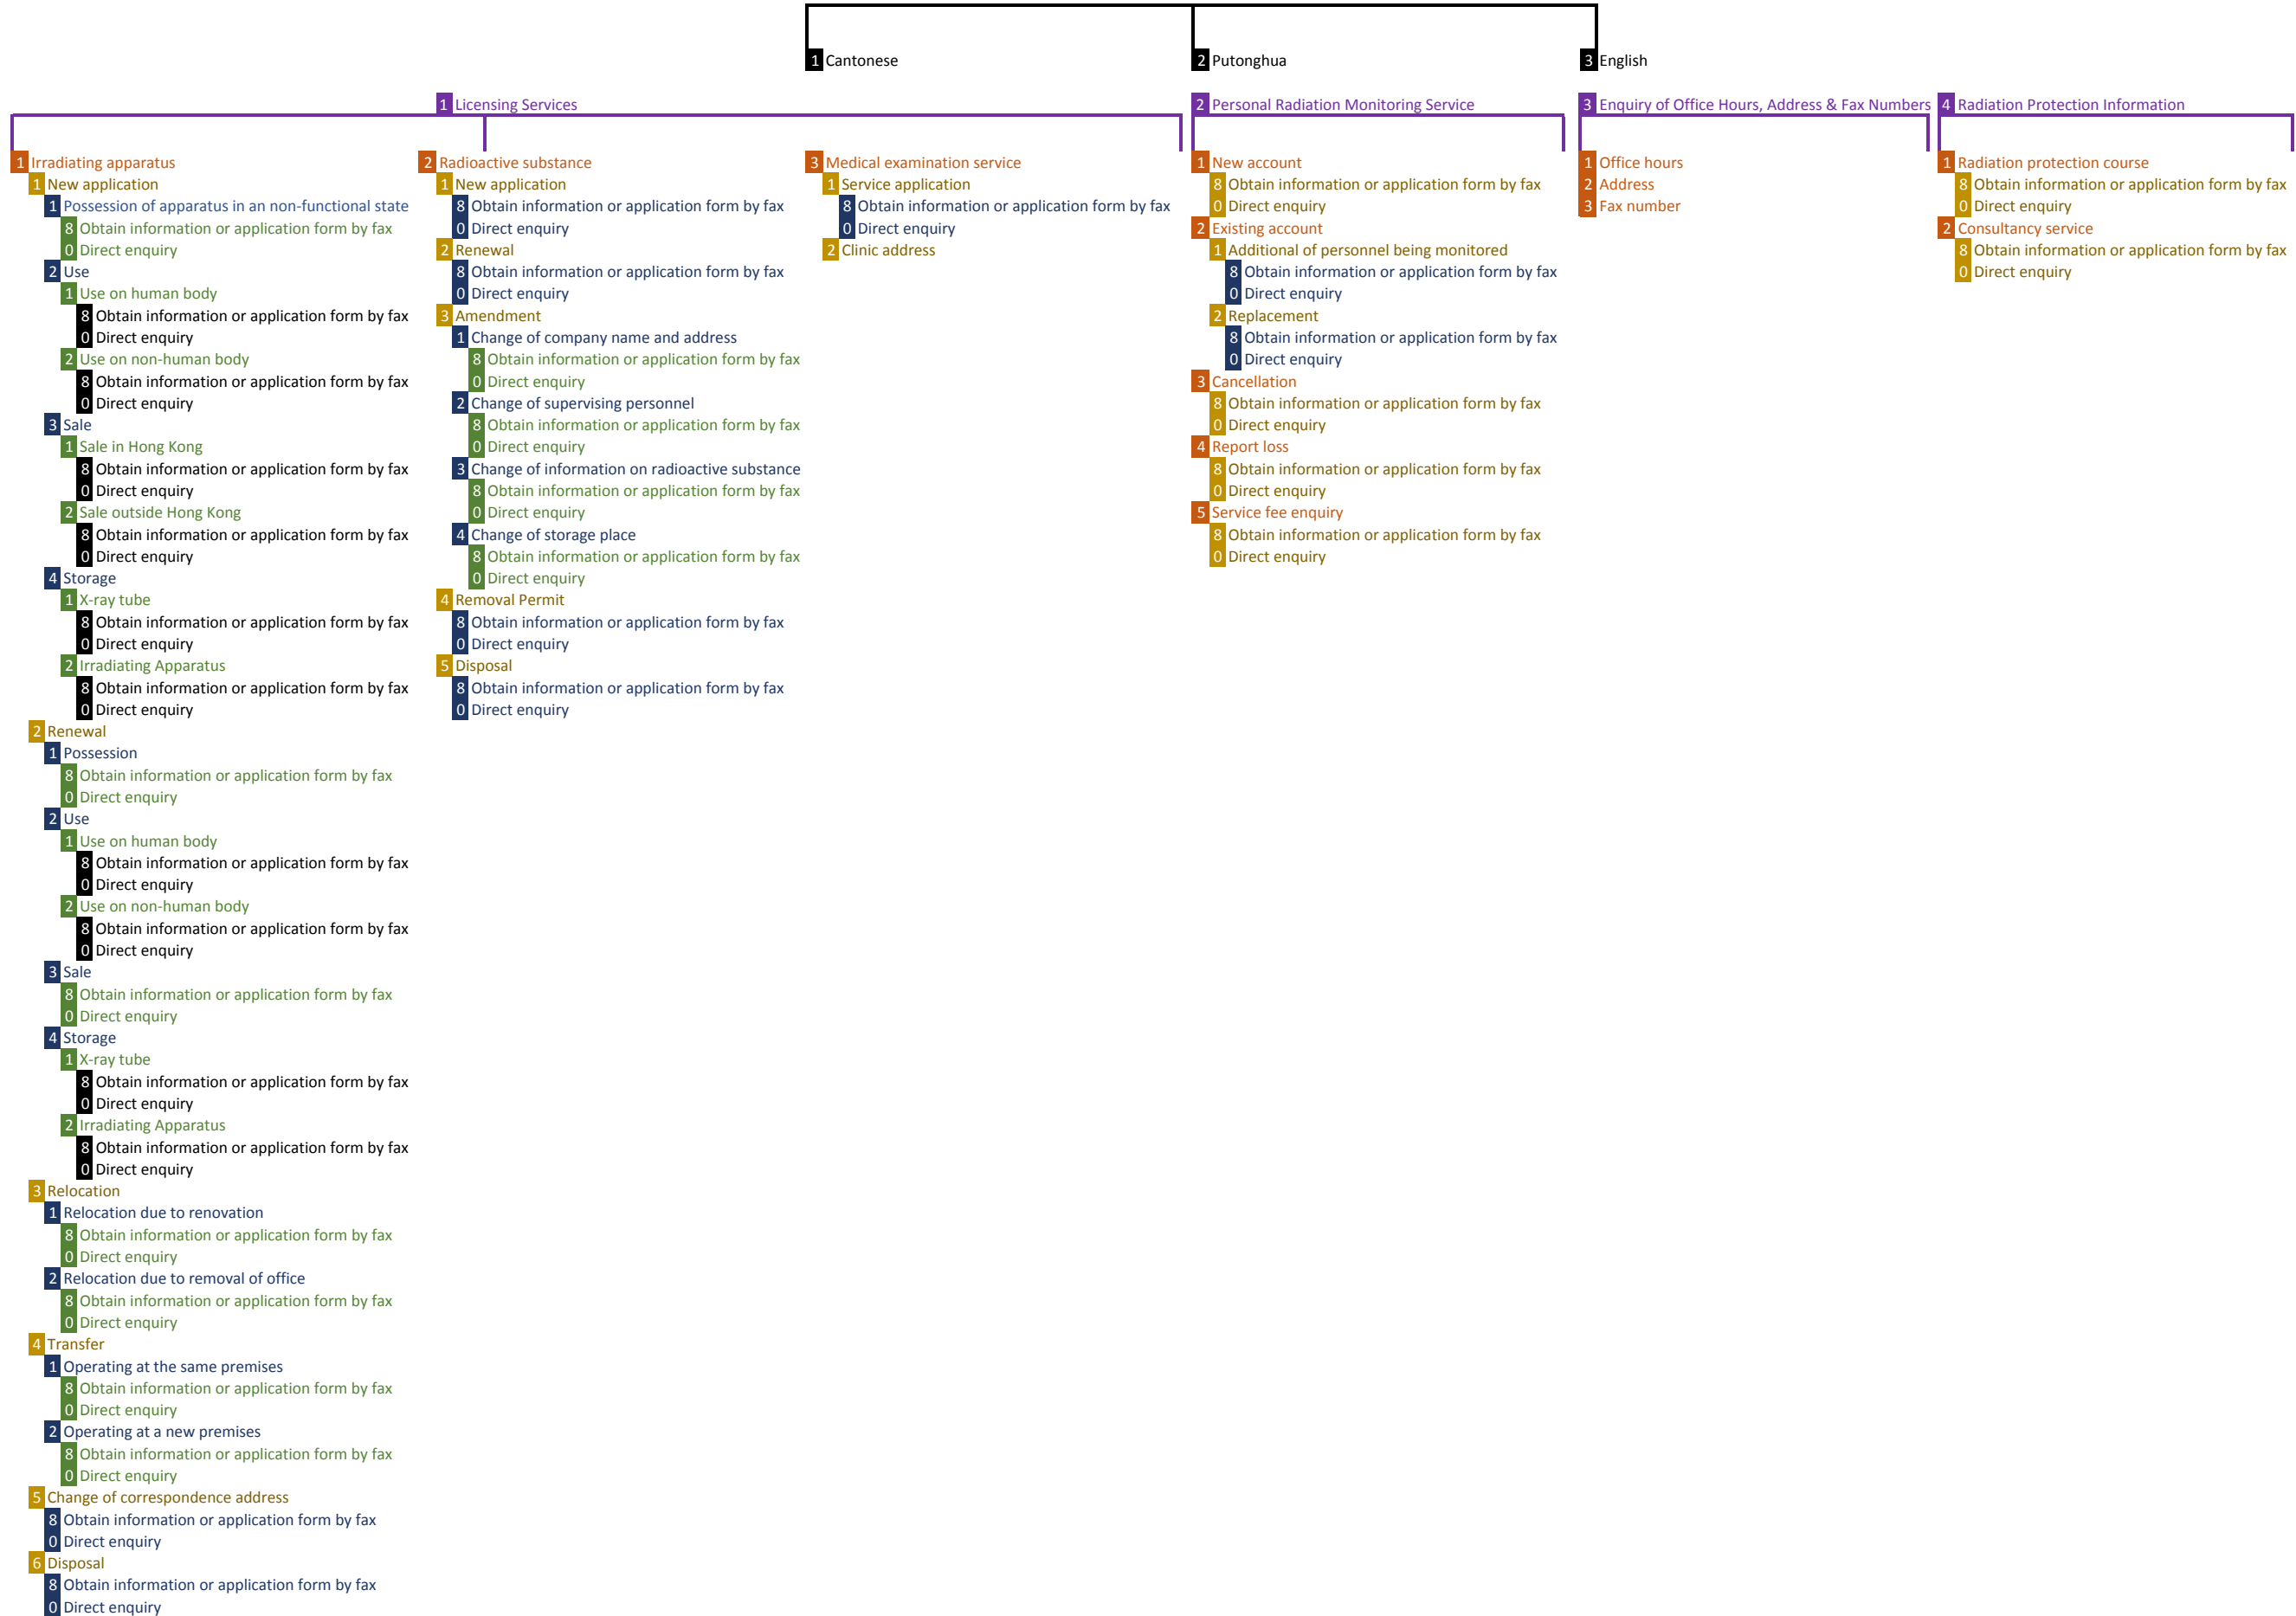 1 Cantonese
2 Putonghua
3 English
1 Licensing Services
2 Personal Radiation Monitoring Service
3 Enquiry of Office Hours, Address & Fax Numbers
4 Radiation Protection Information
1 Irradiating apparatus
1 New application
1 Possession of apparatus in an non-functional state
8 Obtain information or application form by fax
0 Direct enquiry
2 Use
1 Use on human body
8 Obtain information or application form by fax
0 Direct enquiry
2 Use on non-human body
8 Obtain information or application form by fax
0 Direct enquiry
3 Sale
1 Sale in Hong Kong
8 Obtain information or application form by fax
0 Direct enquiry
2 Sale outside Hong Kong
8 Obtain information or application form by fax
0 Direct enquiry
4 Storage
1 X-ray tube
8 Obtain information or application form by fax
0 Direct enquiry
2 Irradiating Apparatus
8 Obtain information or application form by fax
0 Direct enquiry
2 Renewal
1 Possession
8 Obtain information or application form by fax
0 Direct enquiry
2 Use
1 Use on human body
8 Obtain information or application form by fax
0 Direct enquiry
2 Use on non-human body
8 Obtain information or application form by fax
0 Direct enquiry
3 Sale
8 Obtain information or application form by fax
0 Direct enquiry
4 Storage
1 X-ray tube
8 Obtain information or application form by fax
0 Direct enquiry
2 Irradiating Apparatus
8 Obtain information or application form by fax
0 Direct enquiry
3 Relocation
1 Relocation due to renovation
8 Obtain information or application form by fax
0 Direct enquiry
2 Relocation due to removal of office
8 Obtain information or application form by fax
0 Direct enquiry
4 Transfer
1 Operating at the same premises
8 Obtain information or application form by fax
0 Direct enquiry
2 Operating at a new premises
8 Obtain information or application form by fax
0 Direct enquiry
5 Change of correspondence address
8 Obtain information or application form by fax
0 Direct enquiry
6 Disposal
8 Obtain information or application form by fax
0 Direct enquiry
2 Radioactive substance
1 New application
8 Obtain information or application form by fax
0 Direct enquiry
2 Renewal
8 Obtain information or application form by fax
0 Direct enquiry
3 Amendment
1 Change of company name and address
8 Obtain information or application form by fax
0 Direct enquiry
2 Change of supervising personnel
8 Obtain information or application form by fax
0 Direct enquiry
3 Change of information on radioactive substance
8 Obtain information or application form by fax
0 Direct enquiry
4 Change of storage place
8 Obtain information or application form by fax
0 Direct enquiry
4 Removal Permit
8 Obtain information or application form by fax
0 Direct enquiry
5 Disposal
8 Obtain information or application form by fax
0 Direct enquiry
3 Medical examination service
1 Service application
8 Obtain information or application form by fax
0 Direct enquiry
2 Clinic address
1 New account
8 Obtain information or application form by fax
0 Direct enquiry
2 Existing account
1 Additional of personnel being monitored
8 Obtain information or application form by fax
0 Direct enquiry
2 Replacement
8 Obtain information or application form by fax
0 Direct enquiry
3 Cancellation
8 Obtain information or application form by fax
0 Direct enquiry
4 Report loss
8 Obtain information or application form by fax
0 Direct enquiry
5 Service fee enquiry
8 Obtain information or application form by fax
0 Direct enquiry
1 Office hours
2 Address
3 Fax number
1 Radiation protection course
8 Obtain information or application form by fax
0 Direct enquiry
2 Consultancy service
8 Obtain information or application form by fax
0 Direct enquiry